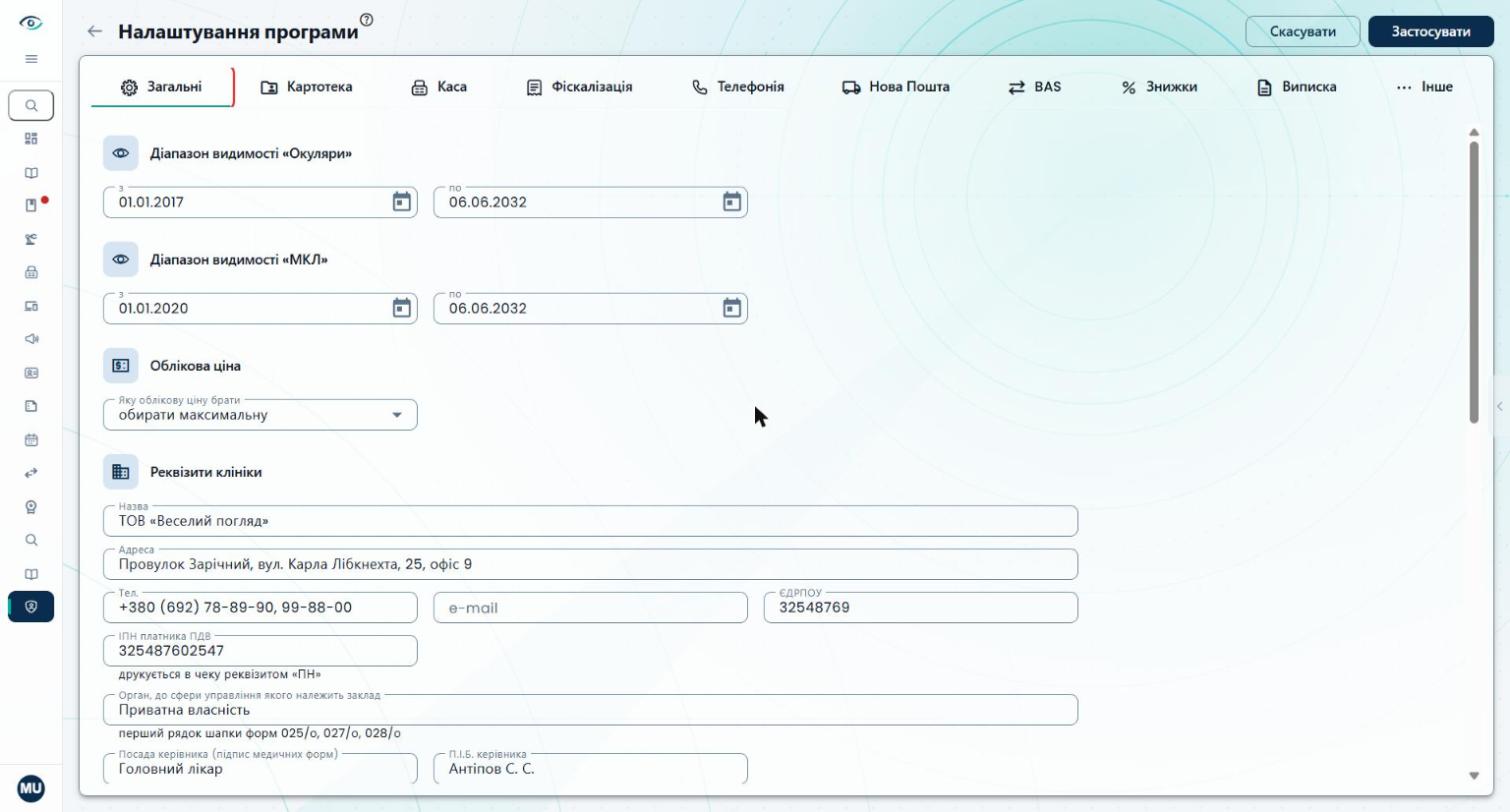 Налаштування програми
Скасувати
Застосувати
Загальні
Картотека
Каса
Фіскалізація
Телефонія
Нова Пошта
BAS
Знижки
Виписка
Інше
Діапазон видимості «Окуляри»
з
01.01.2017
по
06.06.2032
Діапазон видимості «МКЛ»
з
01.01.2020
по
06.06.2032
Облікова ціна
Яку облікову ціну брати
обирати максимальну
Реквізити клініки
Назва
ТОВ «Веселий погляд»
Адреса
Провулок Зарічний, вул. Карла Лібкнехта, 25, офіс 9
Тел.
+380 (692) 78-89-90, 99-88-00
e-mail
ЄДРПОУ
32548769
ІПН платника ПДВ
325487602547
друкується в чеку реквізитом «ПН»
Орган, до сфери управління якого належить заклад
Приватна власність
перший рядок шапки форм 025/о, 027/о, 028/о
Посада керівника (підпис медичних форм)
Головний лікар
П.І.Б. керівника
Антіпов С. С.
MU